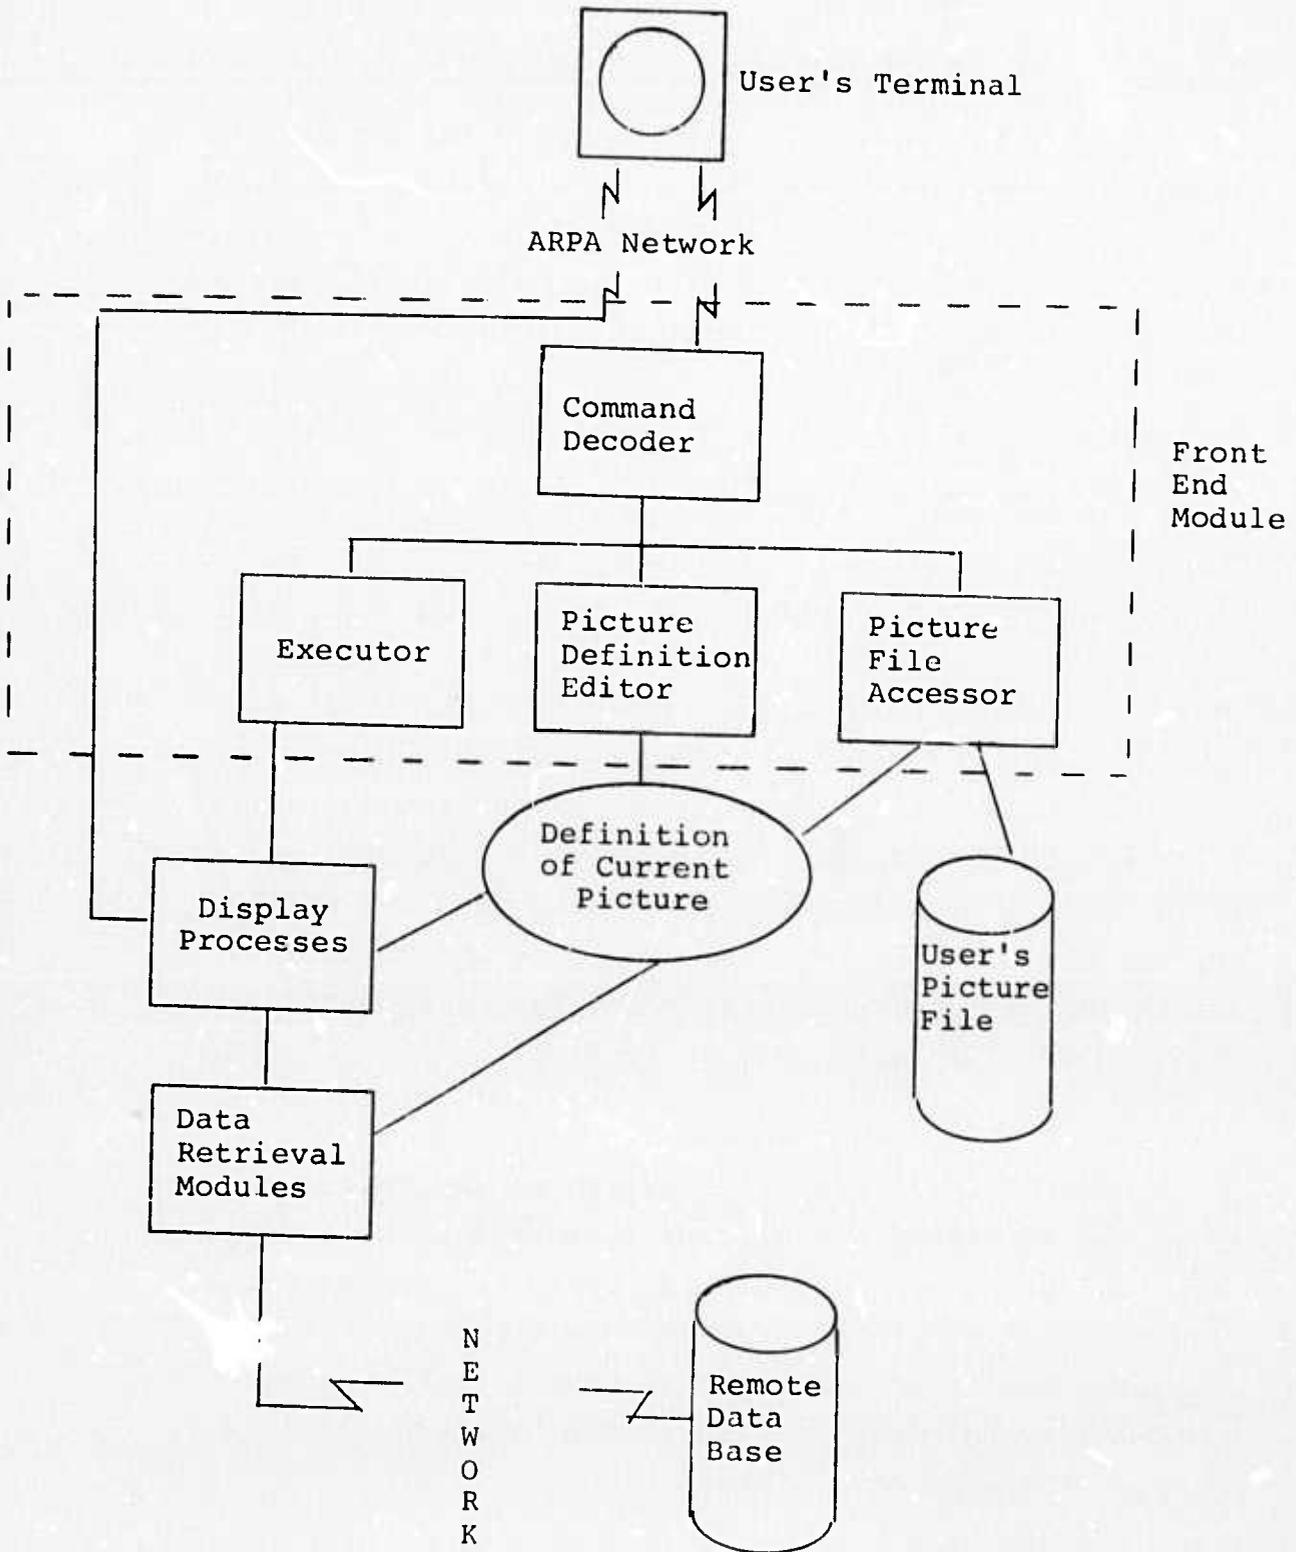 User's Terminal
ARPA Network
Command
Decoder
Front
End
Module
Executor
Picture
Definition
Editor
Picture
File
Accessor
Definition
of Current
Picture
Display
Processes
User's
Picture
File
Data
Retrieval
Modules
NETWORK
Remote
Data
Base